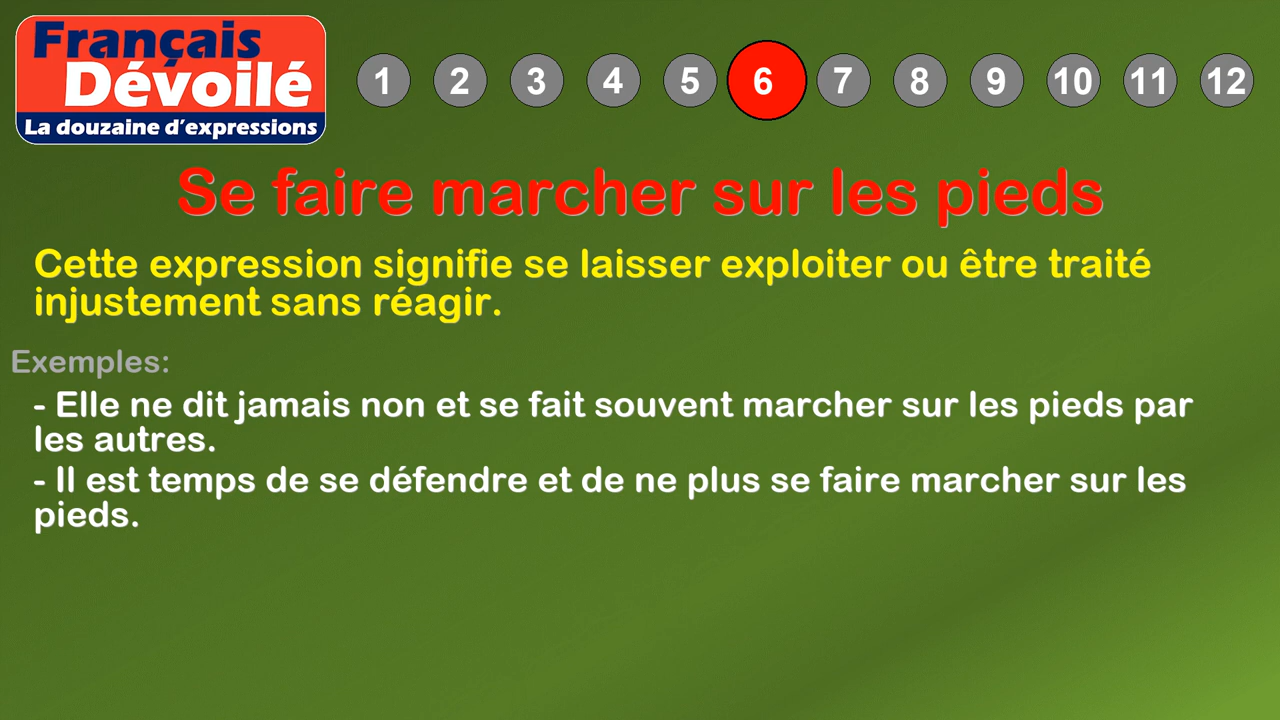 Français
Dévoilé
La douzaine d'expressions
1 2 3 4 5 6 7 8 9 10 11 12
Se faire marcher sur les pieds
Cette expression signifie se laisser exploiter ou être traité
injustement sans réagir.
Exemples:
- Elle ne dit jamais non et se fait souvent marcher sur les pieds par
les autres.
- Il est temps de se défendre et de ne plus se faire marcher sur les
pieds.